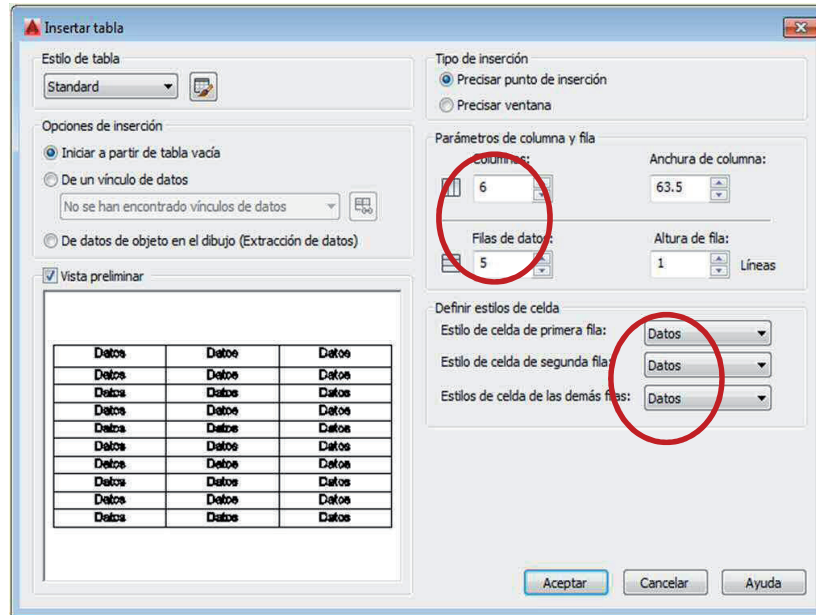 Insertar tabla
Estilo de tabla
Standard
Opciones de inserción
Iniciar a partir de tabla vacía
De un vínculo de datos
No se han encontrado vínculos de datos
De datos de objeto en el dibujo (Extracción de datos)
Vista preliminar
Datos Datos Datos
Datos Datos Datos
Datos Datos Datos
Datos Datos Datos
Datos Datos Datos
Datos Datos Datos
Datos Datos Datos
Datos Datos Datos
Datos Datos Datos
Datos Datos Datos
Tipo de inserción
Precisar punto de inserción
Precisar ventana
Parámetros de columna y fila
Columnas: Anchura de columna:
6 63.5
Filas de datos: Altura de fila:
5 1 Líneas
Definir estilos de celda
Estilo de celda de primera fila: Datos
Estilo de celda de segunda fila: Datos
Estilos de celda de las demás filas: Datos
Aceptar Cancelar Ayuda